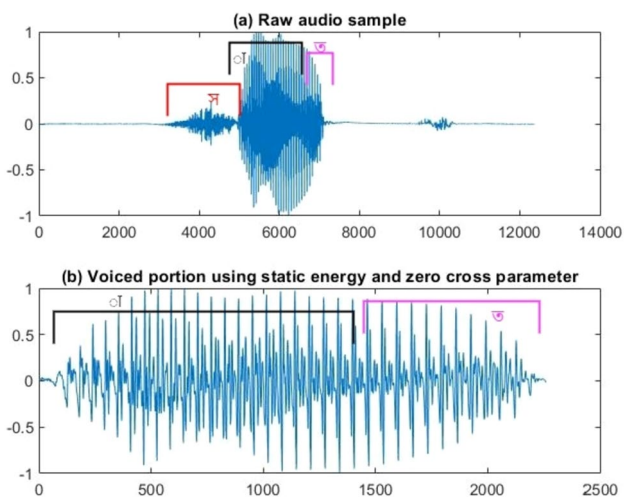 (a) Raw audio sample
1
ত
া
0.5
স
0
-0.5
-1
0 2000 4000 6000 8000 10000 12000 14000
(b) Voiced portion using static energy and zero cross parameter
1
া
ত
0.5
0
-0.5
-1
0 500 1000 1500 2000 2500